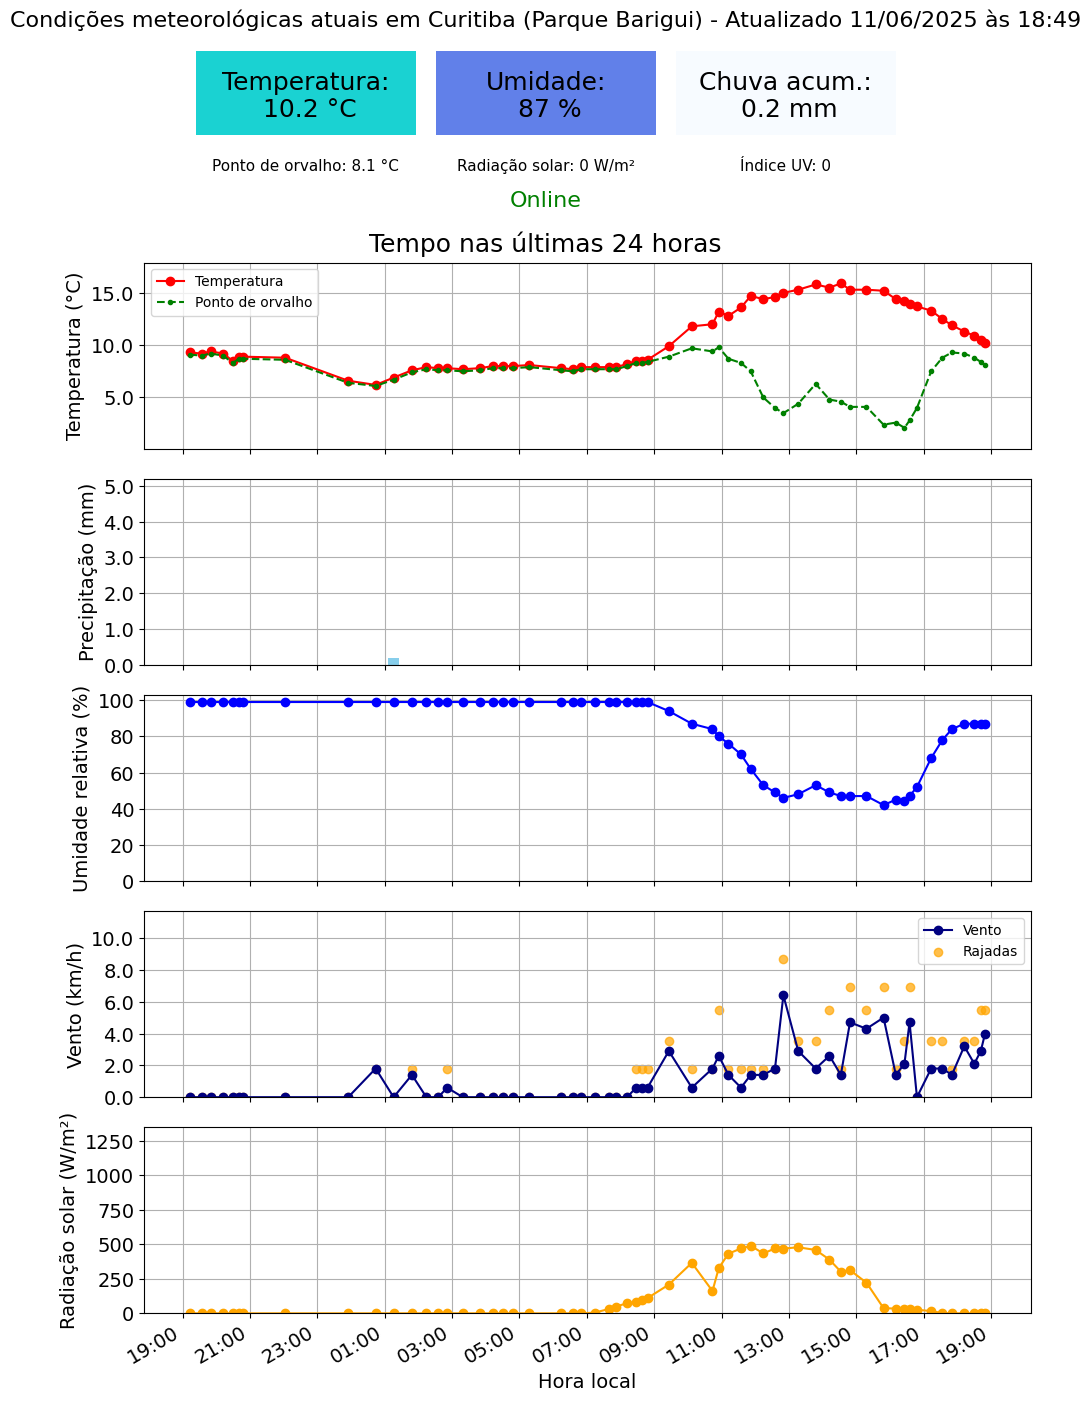 Condições meteorológicas atuais em Curitiba (Parque Barigui) - Atualizado 11/06/2025 às 18:49
Temperatura:
10.2 °C
Umidade:
87 %
Chuva acum.:
0.2 mm
Ponto de orvalho: 8.1 °C
Radiação solar: 0 W/m²
Índice UV: 0
Online
Tempo nas últimas 24 horas
Temperatura (°C)
15.0
10.0
5.0
Temperatura
Ponto de orvalho
Precipitação (mm)
5.0
4.0
3.0
2.0
1.0
0.0
Umidade relativa (%)
100
80
60
40
20
0
Vento (km/h)
10.0
8.0
6.0
4.0
2.0
0.0
Vento
Rajadas
Radiação solar (W/m²)
1250
1000
750
500
250
0
19:00
21:00
23:00
01:00
03:00
05:00
07:00
09:00
11:00
13:00
15:00
17:00
19:00
Hora local